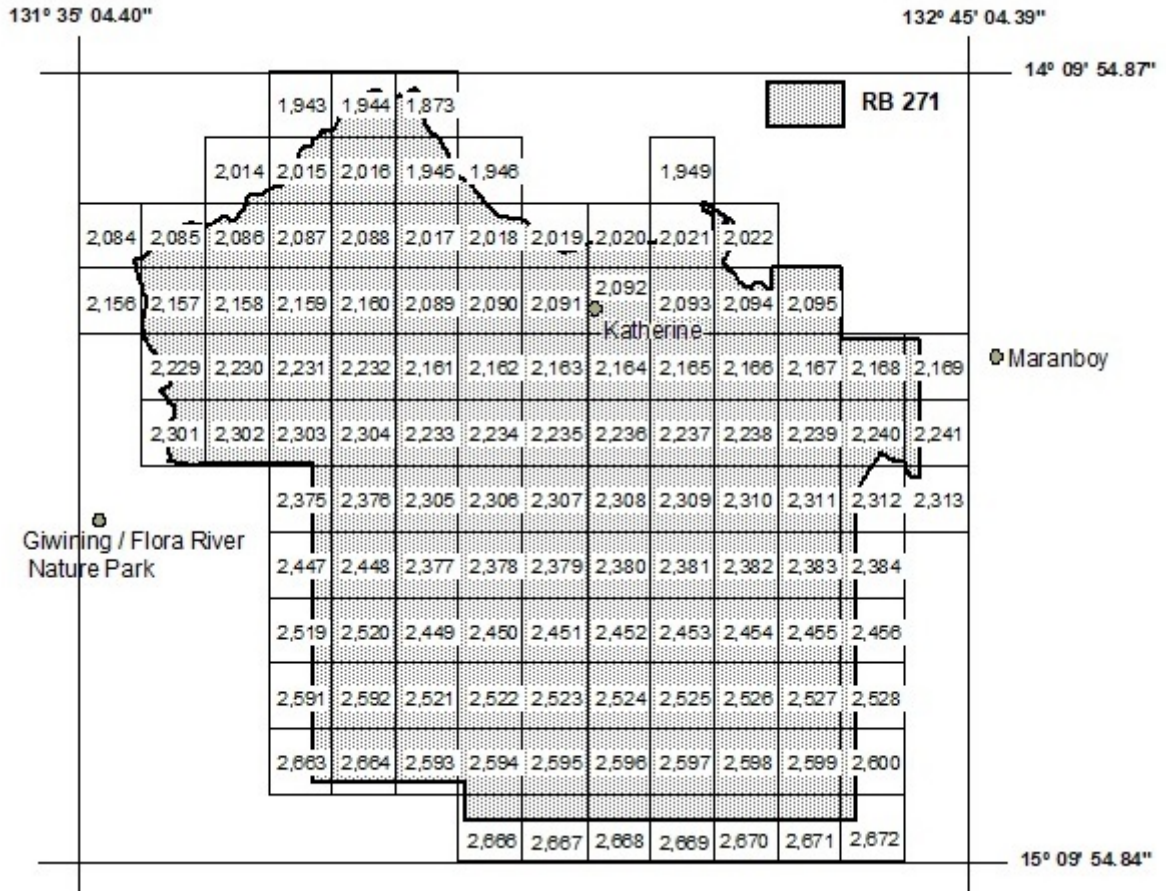 131° 35' 04.40" 132° 45' 04.39"
14° 09' 54.87"
RB 271
1,943 1,944 1,873
2,014 2,015 2,016 1,945 1,946 1,949
2,084 2,085 2,086 2,087 2,088 2,017 2,018 2,019 2,020 2,021 2,022
2,092
2,156 2,157 2,158 2,159 2,160 2,089 2,090 2,091 2,093 2,094 2,095
Katherine
Maranboy
2,229 2,230 2,231 2,232 2,161 2,162 2,163 2,164 2,165 2,166 2,167 2,168 2,169
2,301 2,302 2,303 2,304 2,233 2,234 2,235 2,236 2,237 2,238 2,239 2,240 2,241
2,375 2,376 2,305 2,306 2,307 2,308 2,309 2,310 2,311 2,312 2,313
Giwining / Flora River
Nature Park
2,447 2,448 2,377 2,378 2,379 2,380 2,381 2,382 2,383 2,384
2,519 2,520 2,449 2,450 2,451 2,452 2,453 2,454 2,455 2,456
2,591 2,592 2,521 2,522 2,523 2,524 2,525 2,526 2,527 2,528
2,663 2,664 2,593 2,594 2,595 2,596 2,597 2,598 2,599 2,600
2,666 2,667 2,668 2,669 2,670 2,671 2,672
15° 09' 54.84"